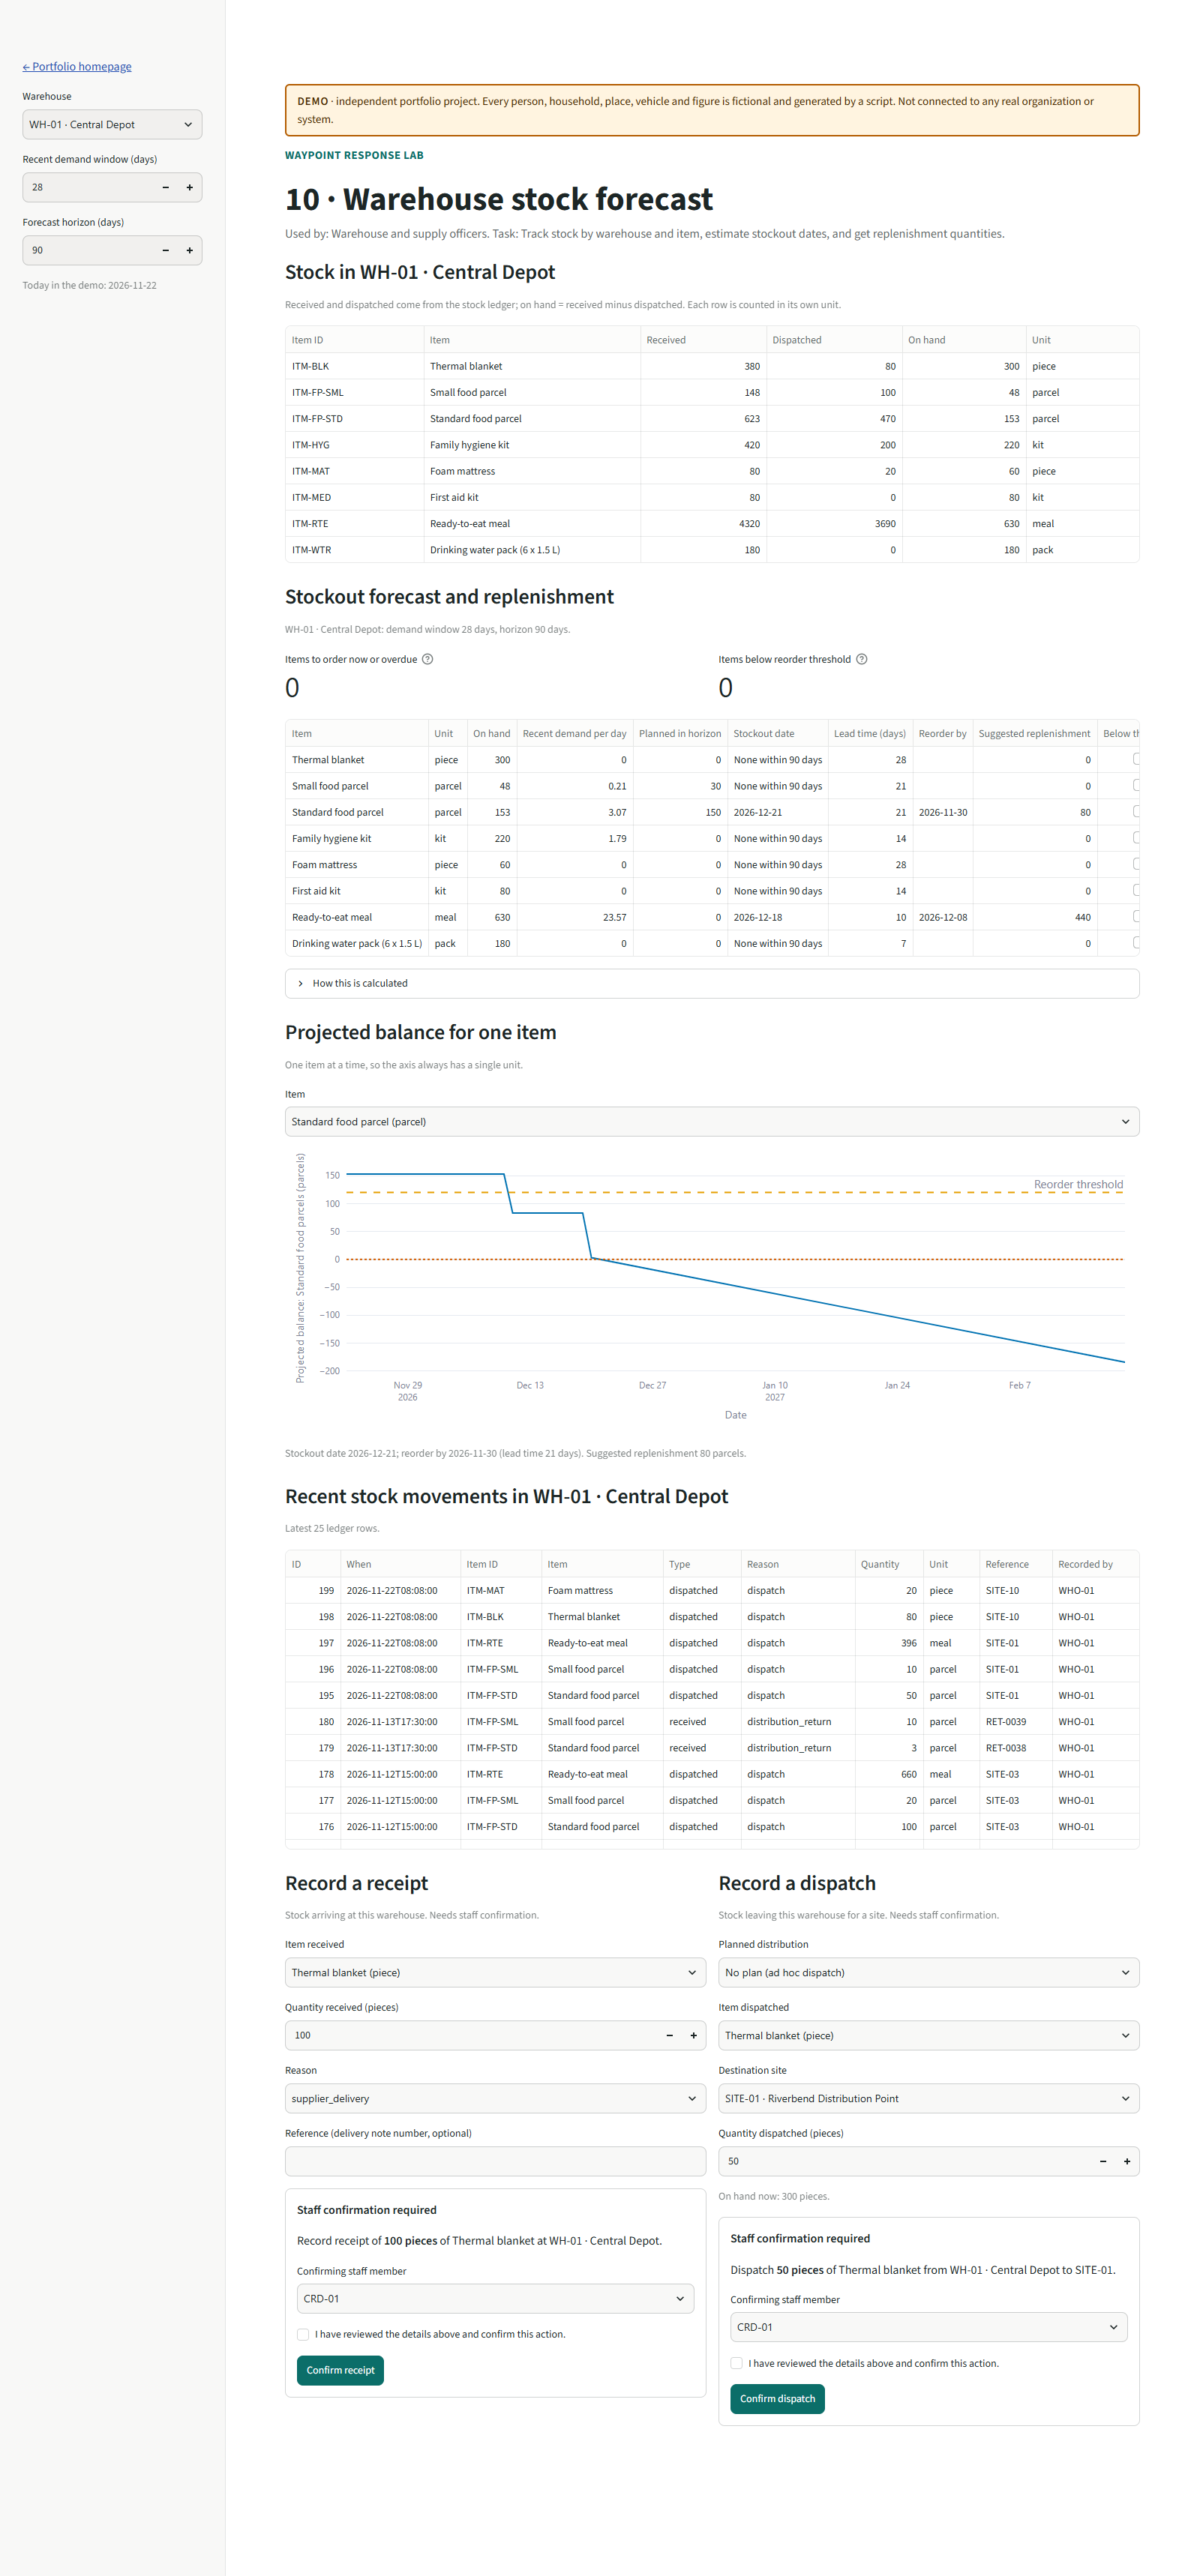 ← Portfolio homepage
Warehouse
WH-01 · Central Depot
Recent demand window (days)
28
Forecast horizon (days)
90
Today in the demo: 2026-11-22
DEMO · independent portfolio project. Every person, household, place, vehicle and figure is fictional and generated by a script. Not connected to any real organization or
system.
WAYPOINT RESPONSE LAB
10 · Warehouse stock forecast
Used by: Warehouse and supply officers. Task: Track stock by warehouse and item, estimate stockout dates, and get replenishment quantities.
Stock in WH-01 · Central Depot
Received and dispatched come from the stock ledger; on hand = received minus dispatched. Each row is counted in its own unit.
Item ID Item Received Dispatched On hand Unit
ITM-BLK Thermal blanket 380 80 300 piece
ITM-FP-SML Small food parcel 148 100 48 parcel
ITM-FP-STD Standard food parcel 623 470 153 parcel
ITM-HYG Family hygiene kit 420 200 220 kit
ITM-MAT Foam mattress 80 20 60 piece
ITM-MED First aid kit 80 0 80 kit
ITM-RTE Ready-to-eat meal 4320 3690 630 meal
ITM-WTR Drinking water pack (6 x 1.5 L) 180 0 180 pack
Stockout forecast and replenishment
WH-01 · Central Depot: demand window 28 days, horizon 90 days.
Items to order now or overdue
0
Items below reorder threshold
0
Item Unit On hand Recent demand per day Planned in horizon Stockout date Lead time (days) Reorder by Suggested replenishment Below th
Thermal blanket piece 300 0 0 None within 90 days 28 0
Small food parcel parcel 48 0.21 30 None within 90 days 21 0
Standard food parcel parcel 153 3.07 150 2026-12-21 21 2026-11-30 80
Family hygiene kit kit 220 1.79 0 None within 90 days 14 0
Foam mattress piece 60 0 0 None within 90 days 28 0
First aid kit kit 80 0 0 None within 90 days 14 0
Ready-to-eat meal meal 630 23.57 0 2026-12-18 10 2026-12-08 440
Drinking water pack (6 x 1.5 L) pack 180 0 0 None within 90 days 7 0
How this is calculated
Projected balance for one item
One item at a time, so the axis always has a single unit.
Item
Standard food parcel (parcel)
Projected balance: Standard food parcels (parcels)
150
100
50
0
−50
−100
−150
−200
Reorder threshold
Nov 29 Dec 13 Dec 27 Jan 10 Jan 24 Feb 7
2026 2027
Date
Stockout date 2026-12-21; reorder by 2026-11-30 (lead time 21 days). Suggested replenishment 80 parcels.
Recent stock movements in WH-01 · Central Depot
Latest 25 ledger rows.
ID When Item ID Item Type Reason Quantity Unit Reference Recorded by
199 2026-11-22T08:08:00 ITM-MAT Foam mattress dispatched dispatch 20 piece SITE-10 WHO-01
198 2026-11-22T08:08:00 ITM-BLK Thermal blanket dispatched dispatch 80 piece SITE-10 WHO-01
197 2026-11-22T08:08:00 ITM-RTE Ready-to-eat meal dispatched dispatch 396 meal SITE-01 WHO-01
196 2026-11-22T08:08:00 ITM-FP-SML Small food parcel dispatched dispatch 10 parcel SITE-01 WHO-01
195 2026-11-22T08:08:00 ITM-FP-STD Standard food parcel dispatched dispatch 50 parcel SITE-01 WHO-01
180 2026-11-13T17:30:00 ITM-FP-SML Small food parcel received distribution_return 10 parcel RET-0039 WHO-01
179 2026-11-13T17:30:00 ITM-FP-STD Standard food parcel received distribution_return 3 parcel RET-0038 WHO-01
178 2026-11-12T15:00:00 ITM-RTE Ready-to-eat meal dispatched dispatch 660 meal SITE-03 WHO-01
177 2026-11-12T15:00:00 ITM-FP-SML Small food parcel dispatched dispatch 20 parcel SITE-03 WHO-01
176 2026-11-12T15:00:00 ITM-FP-STD Standard food parcel dispatched dispatch 100 parcel SITE-03 WHO-01
Record a receipt
Stock arriving at this warehouse. Needs staff confirmation.
Item received
Thermal blanket (piece)
Quantity received (pieces)
100
Reason
supplier_delivery
Reference (delivery note number, optional)
Staff confirmation required
Record receipt of 100 pieces of Thermal blanket at WH-01 · Central Depot.
Confirming staff member
CRD-01
I have reviewed the details above and confirm this action.
Confirm receipt
Record a dispatch
Stock leaving this warehouse for a site. Needs staff confirmation.
Planned distribution
No plan (ad hoc dispatch)
Item dispatched
Thermal blanket (piece)
Destination site
SITE-01 · Riverbend Distribution Point
Quantity dispatched (pieces)
50
On hand now: 300 pieces.
Staff confirmation required
Dispatch 50 pieces of Thermal blanket from WH-01 · Central Depot to SITE-01.
Confirming staff member
CRD-01
I have reviewed the details above and confirm this action.
Confirm dispatch